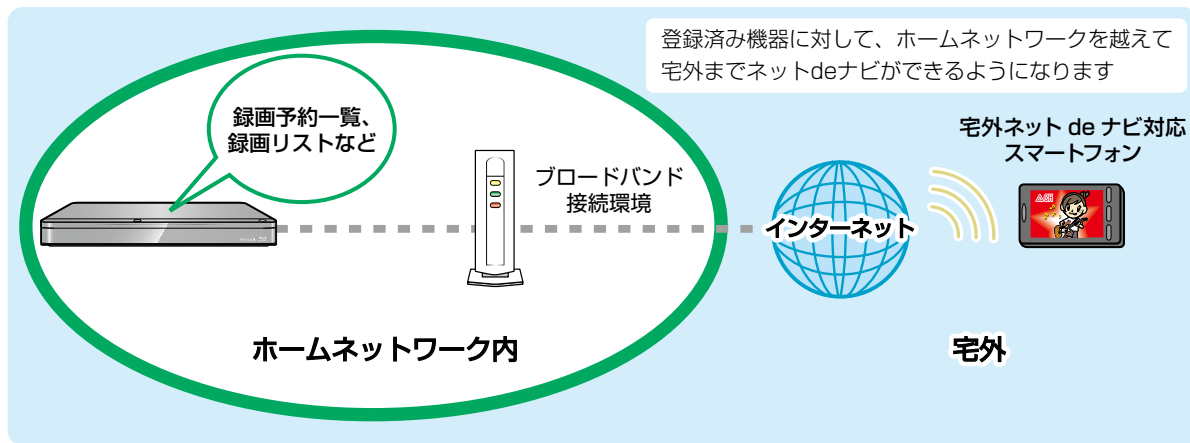 登録済み機器に対して、ホームネットワークを越えて
宅外までネットdeナビができるようになります
録画予約一覧、
録画リストなど
ブロードバンド
接続環境
インターネット
宅外ネット de ナビ対応
スマートフォン
ホームネットワーク内
宅外